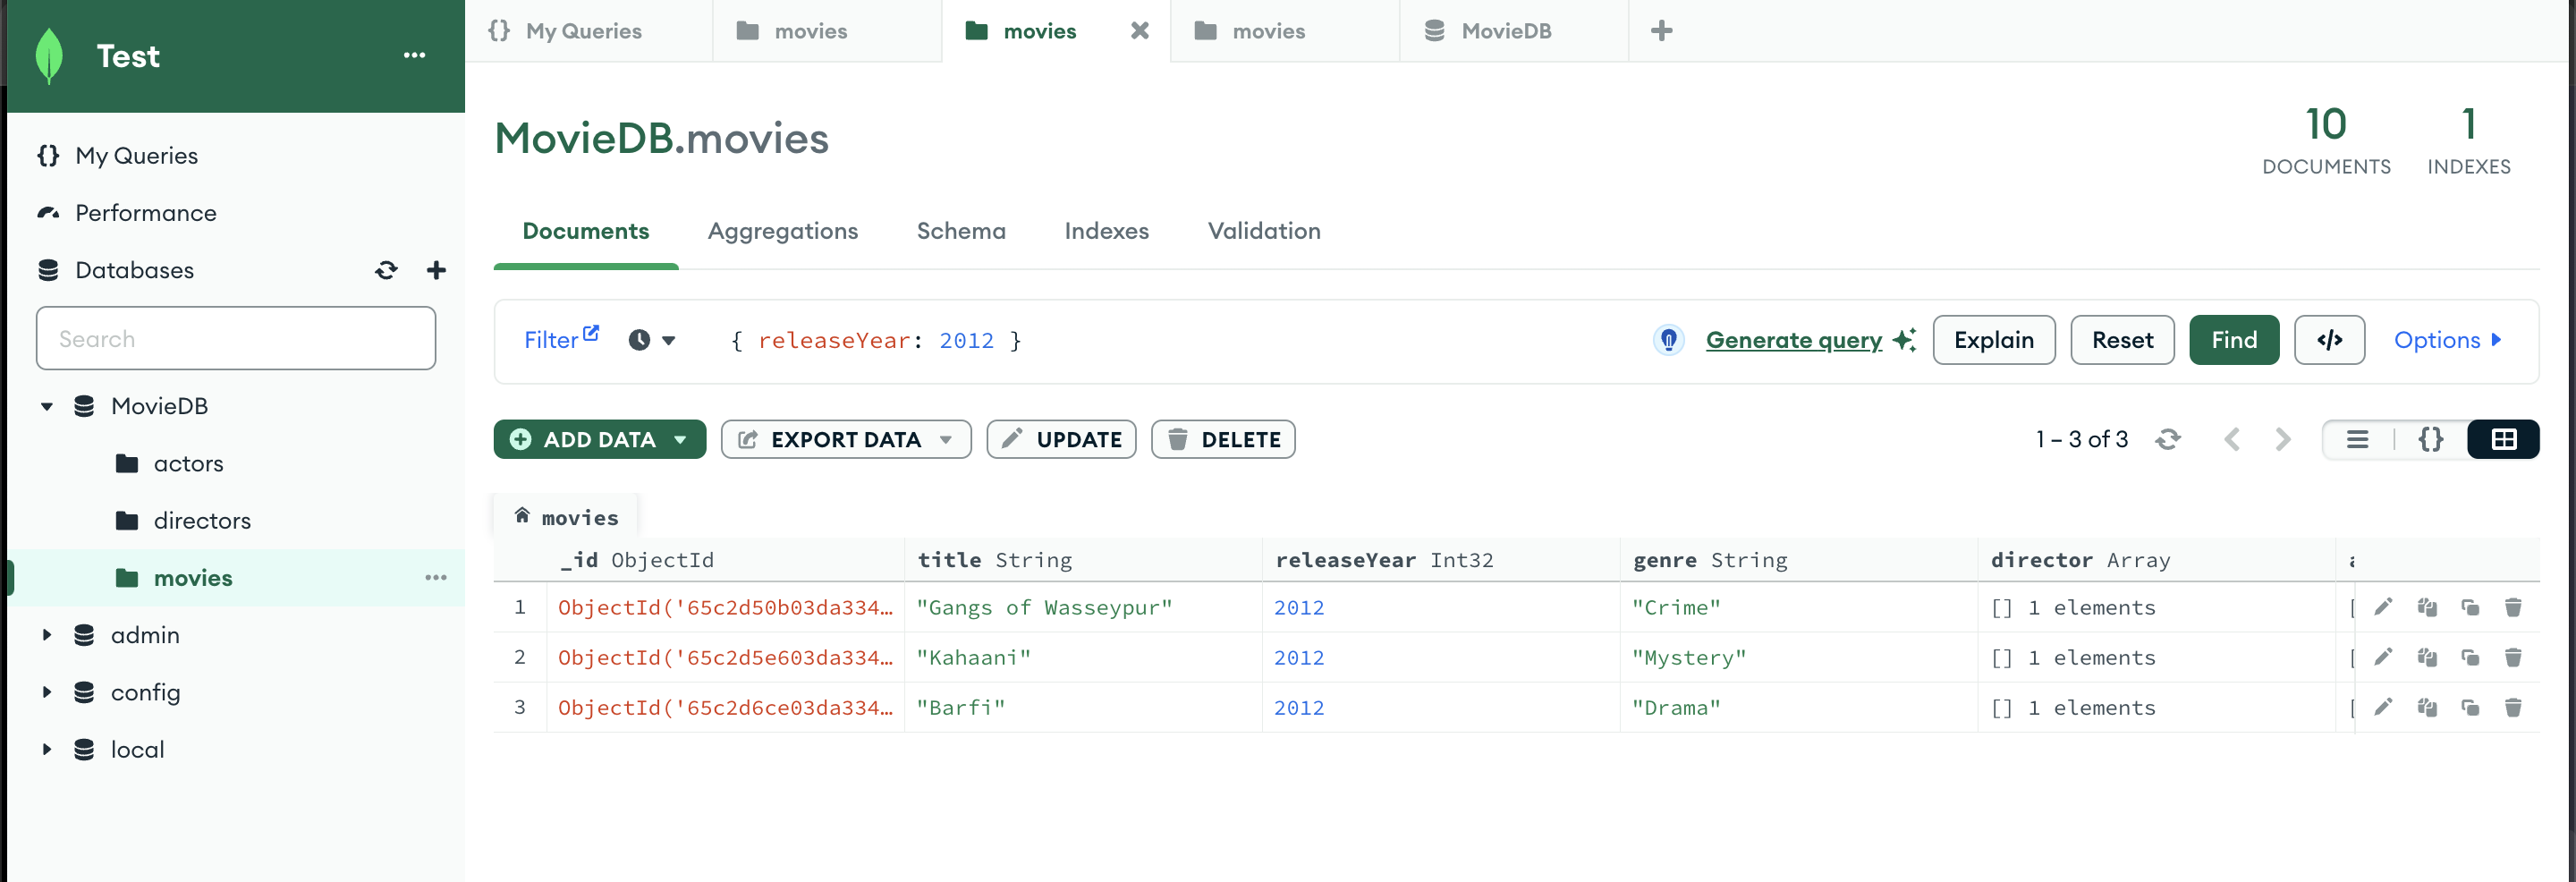 Test
My Queries
Performance
Databases
Search
MovieDB
actors
directors
movies
admin
config
local
My Queries
movies
movies
movies
MovieDB
MovieDB.movies
10
DOCUMENTS
1
INDEXES
Documents Aggregations Schema Indexes Validation
Filter { releaseYear: 2012 } Generate query Explain Reset Find </> Options
ADD DATA EXPORT DATA UPDATE DELETE 1 – 3 of 3 {}
movies
_id ObjectId title String releaseYear Int32 genre String director Array
1 ObjectId('65c2d50b03da334… "Gangs of Wasseypur" 2012 "Crime" [] 1 elements [
2 ObjectId('65c2d5e603da334… "Kahaani" 2012 "Mystery" [] 1 elements [
3 ObjectId('65c2d6ce03da334… "Barfi" 2012 "Drama" [] 1 elements [